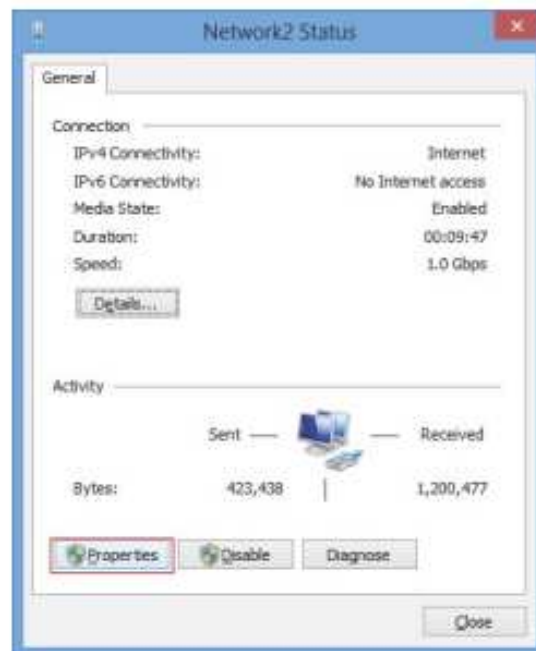 Network2 Status
General
Connection
IPv4 Connectivity: Internet
IPv6 Connectivity: No Internet access
Media State: Enabled
Duration: 00:09:47
Speed: 1.0 Gbps
Details...
Activity
Sent Received
Bytes: 423,438 1,200,477
Properties Disable Diagnose
Close